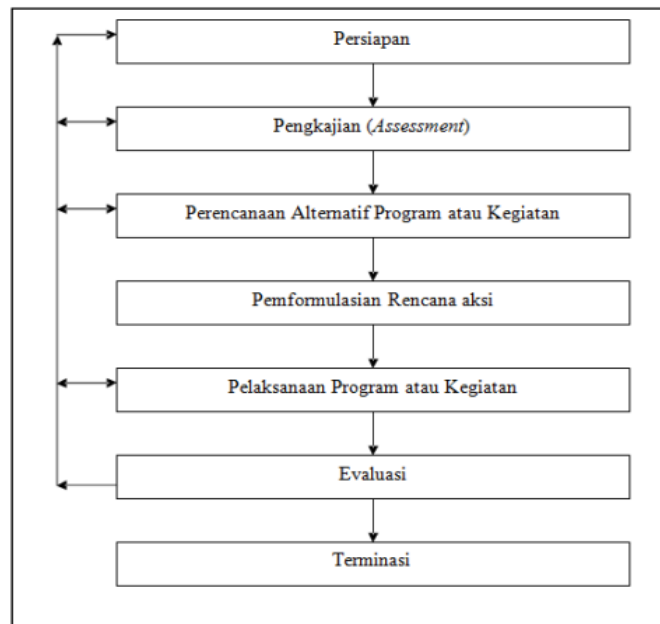 Persiapan
Pengkajian (Assessment)
Perencanaan Alternatif Program atau Kegiatan
Pemformulasian Rencana aksi
Pelaksanaan Program atau Kegiatan
Evaluasi
Terminasi